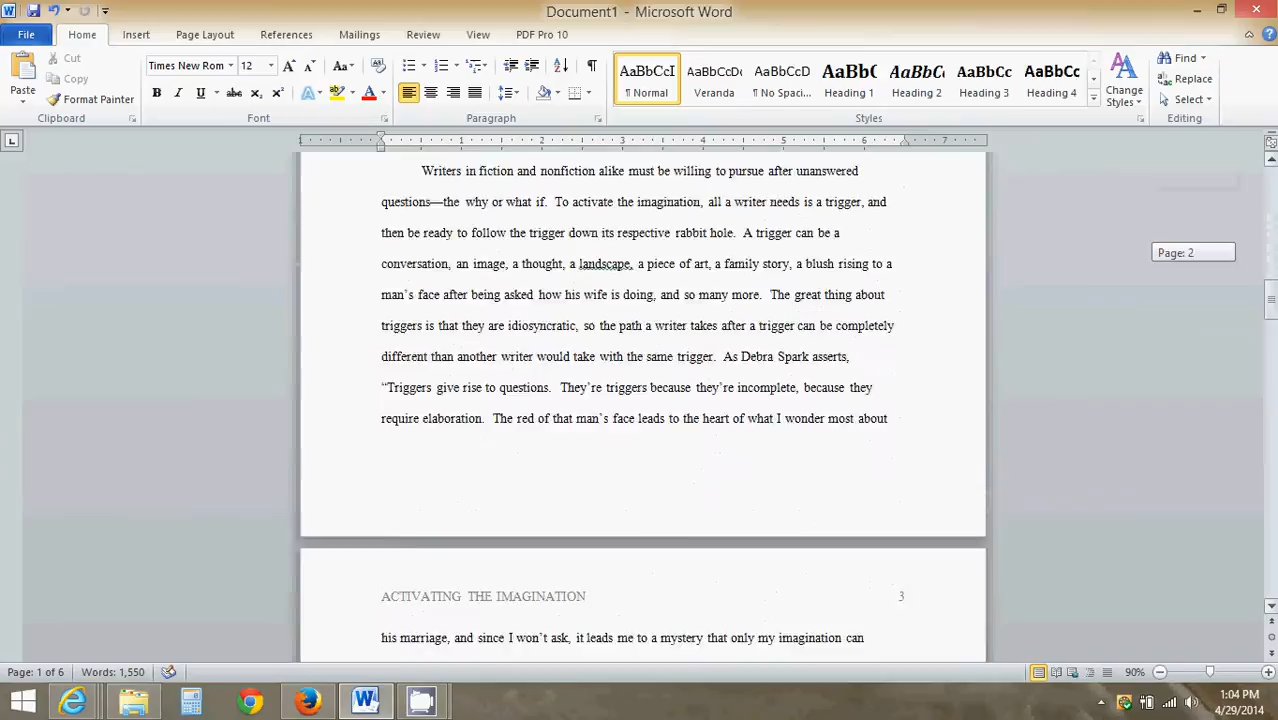 Document1 - Microsoft Word
File Home Insert Page Layout References Mailings Review View PDF Pro 10
Cut
Copy
Format Painter
Paste
Clipboard
Times New Rom 12
Font
Paragraph
AaBbCcI AaBbCcDc AaBbCcD AaBbC AaBbCc AaBbCc AaBbCc
¶ Normal Veranda ¶ No Spaci... Heading 1 Heading 2 Heading 3 Heading 4
Styles
Change Styles
Find
Replace
Select
Editing
1 1 2 3 4 5 6 7
Writers in fiction and nonfiction alike must be willing to pursue after unanswered
questions—the why or what if. To activate the imagination, all a writer needs is a trigger, and
then be ready to follow the trigger down its respective rabbit hole. A trigger can be a
conversation, an image, a thought, a landscape, a piece of art, a family story, a blush rising to a
man’s face after being asked how his wife is doing, and so many more. The great thing about
triggers is that they are idiosyncratic, so the path a writer takes after a trigger can be completely
different than another writer would take with the same trigger. As Debra Spark asserts,
“Triggers give rise to questions. They’re triggers because they’re incomplete, because they
require elaboration. The red of that man’s face leads to the heart of what I wonder most about
Page: 2
ACTIVATING THE IMAGINATION 3
his marriage, and since I won’t ask, it leads me to a mystery that only my imagination can
Page: 1 of 6 Words: 1,550 90%
1:04 PM
4/29/2014